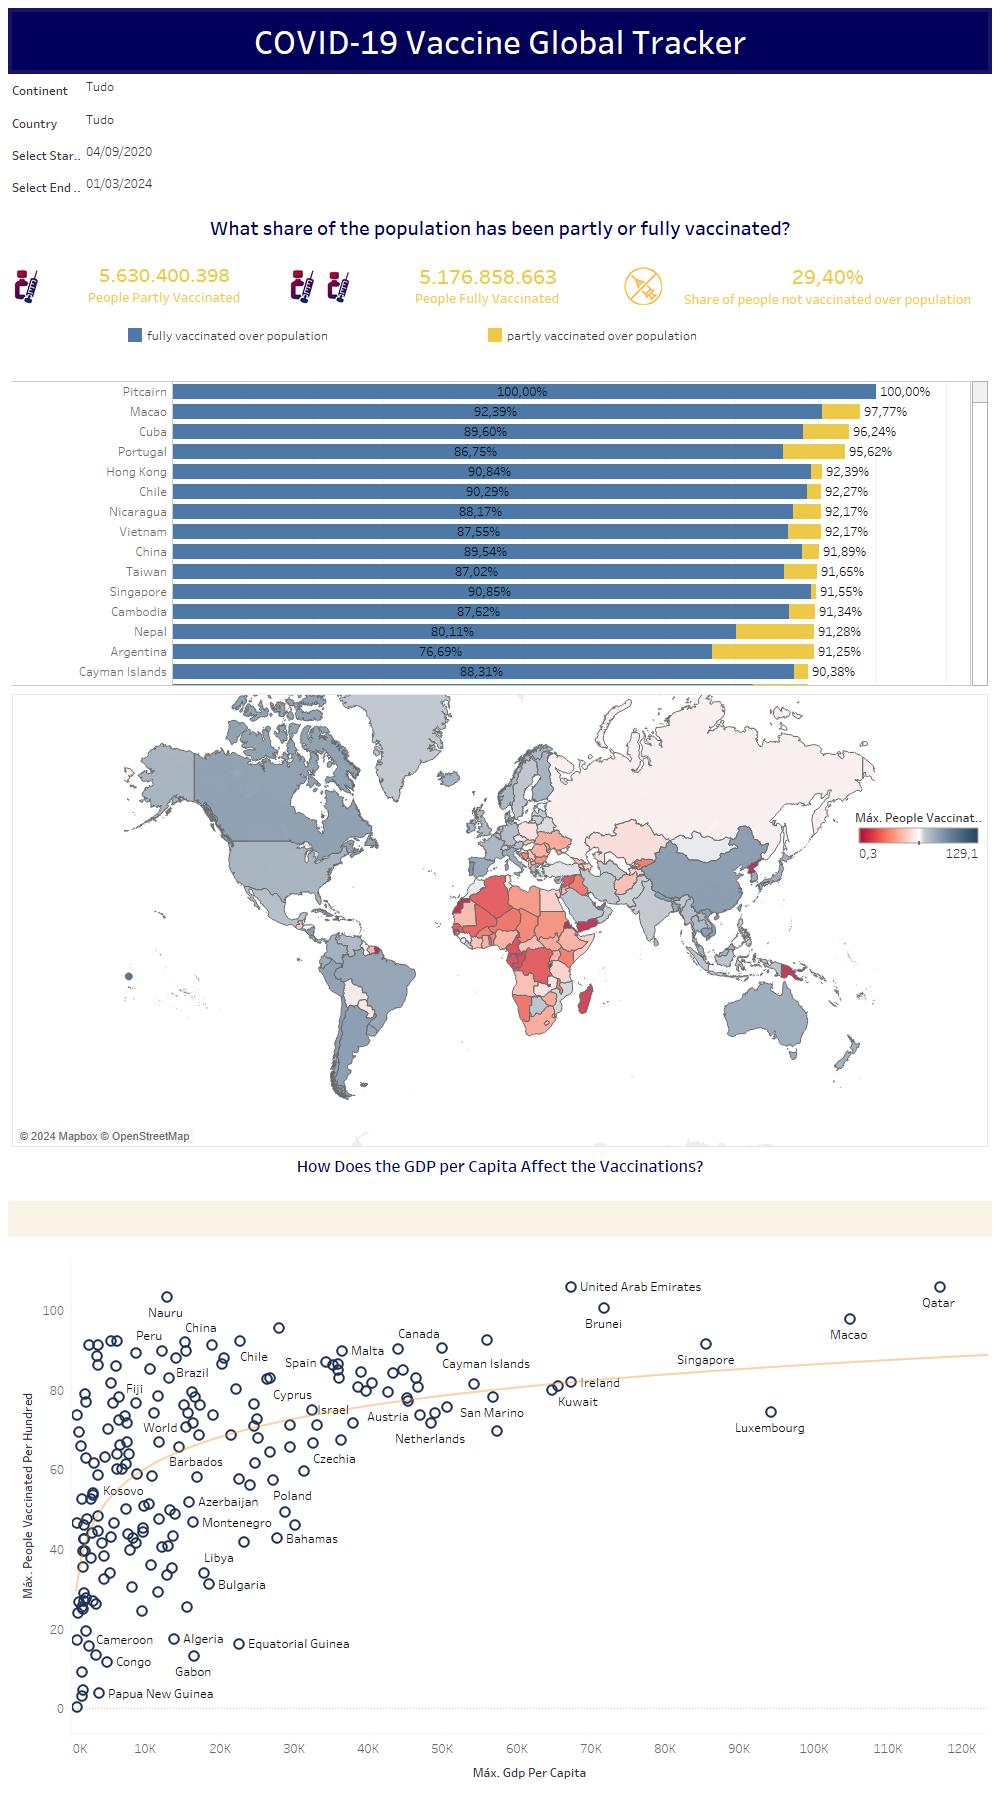 COVID-19 Vaccine Global Tracker
Continent Tudo
Country Tudo
Select Star.. 04/09/2020
Select End .. 01/03/2024
What share of the population has been partly or fully vaccinated?
5.630.400.398
People Partly Vaccinated
5.176.858.663
People Fully Vaccinated
29,40%
Share of people not vaccinated over population
fully vaccinated over population
partly vaccinated over population
Pitcairn 100,00% 100,00%
Macao 92,39% 97,77%
Cuba 89,60% 96,24%
Portugal 86,75% 95,62%
Hong Kong 90,84% 92,39%
Chile 90,29% 92,27%
Nicaragua 88,17% 92,17%
Vietnam 87,55% 92,17%
China 89,54% 91,89%
Taiwan 87,02% 91,65%
Singapore 90,85% 91,55%
Cambodia 87,62% 91,34%
Nepal 80,11% 91,28%
Argentina 76,69% 91,25%
Cayman Islands 88,31% 90,38%
Máx. People Vaccinat..
0,3 129,1
© 2024 Mapbox © OpenStreetMap
How Does the GDP per Capita Affect the Vaccinations?
Máx. People Vaccinated Per Hundred
100
80
60
40
20
0
United Arab Emirates
Qatar
Nauru
Brunei
Macao
Peru
China
Canada
Malta
Chile
Spain
Cayman Islands
Singapore
Brazil
Fiji
Cyprus
Ireland
Kuwait
Israel
Austria
San Marino
World
Netherlands
Luxembourg
Barbados
Czechia
Kosovo
Poland
Azerbaijan
Montenegro
Bahamas
Libya
Bulgaria
Cameroon
Algeria
Equatorial Guinea
Congo
Gabon
Papua New Guinea
0K 10K 20K 30K 40K 50K 60K 70K 80K 90K 100K 110K 120K
Máx. Gdp Per Capita